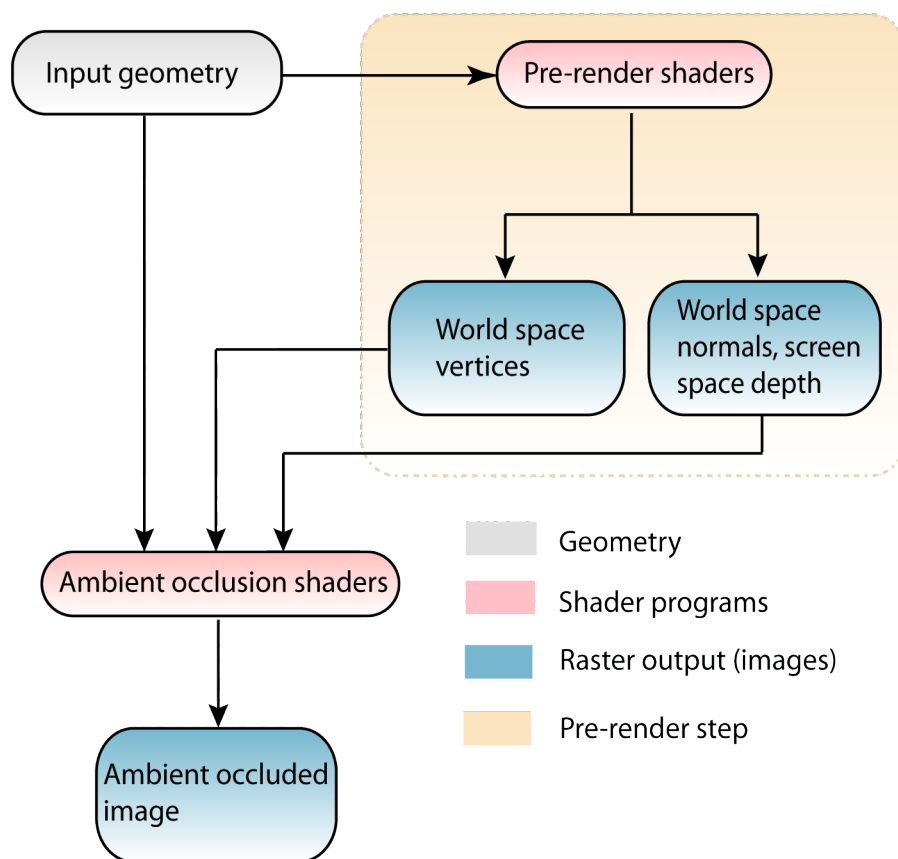 Input geometry
Pre-render shaders
World space
vertices
World space
normals, screen
space depth
Ambient occlusion shaders
Ambient occluded
image
Geometry
Shader programs
Raster output (images)
Pre-render step